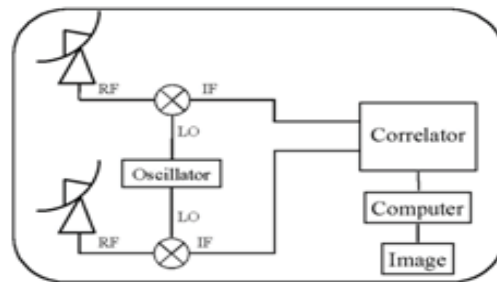 RF
IF
LO
Correlator
Oscillator
LO
Computer
RF
IF
Image